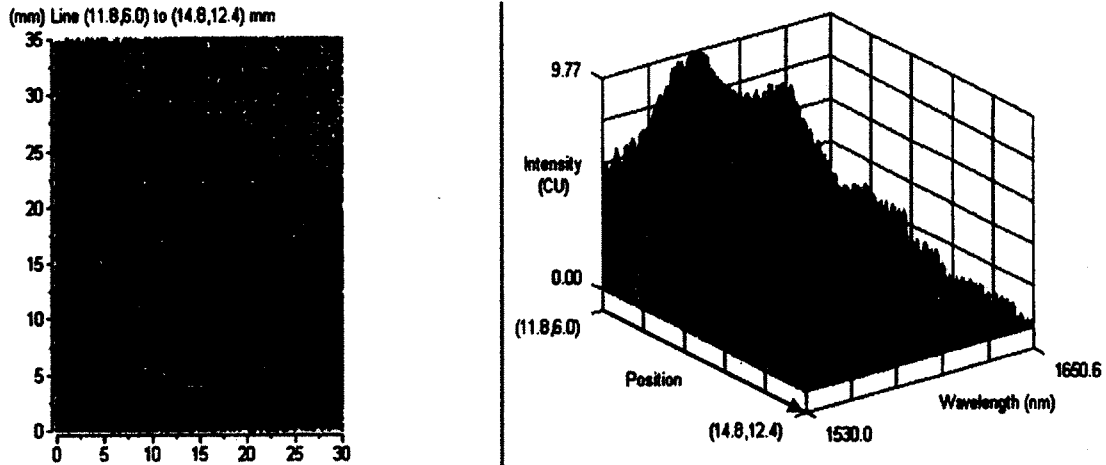 (mm) Line (11.8,6.0) to (14.8,12.4) mm
35
30
25
20
15
10
5
0
0 5 10 15 20 25 30
9.77
Intensity
(CU)
0.00
(11.8,6.0)
Position
(14.8,12.4)
1530.0
Wavelength (nm)
1650.6